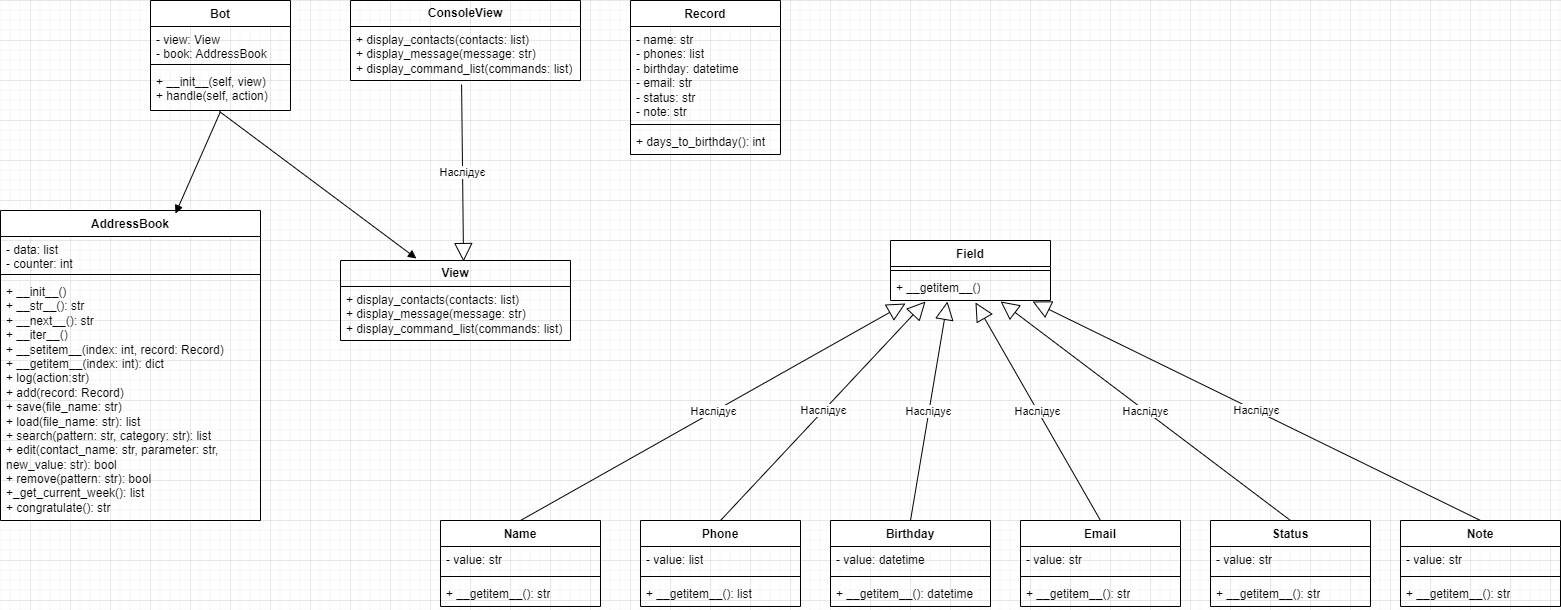 Bot
- view: View
- book: AddressBook
+ __init__(self, view)
+ handle(self, action)
ConsoleView
+ display_contacts(contacts: list)
+ display_message(message: str)
+ display_command_list(commands: list)
Record
- name: str
- phones: list
- birthday: datetime
- email: str
- status: str
- note: str
+ days_to_birthday(): int
Наслідує
AddressBook
- data: list
- counter: int
+ __init__()
+ __str__(): str
+ __next__(): str
+ __iter__()
+ __setitem__(index: int, record: Record)
+ __getitem__(index: int): dict
+ log(action:str)
+ add(record: Record)
+ save(file_name: str)
+ load(file_name: str): list
+ search(pattern: str, category: str): list
+ edit(contact_name: str, parameter: str,
new_value: str): bool
+ remove(pattern: str): bool
+_get_current_week(): list
+ congratulate(): str
View
+ display_contacts(contacts: list)
+ display_message(message: str)
+ display_command_list(commands: list)
Field
+ __getitem__()
Наслідує
Наслідує
Наслідує
Наслідує
Наслідує
Наслідує
Name
- value: str
+ __getitem__(): str
Phone
- value: list
+ __getitem__(): list
Birthday
- value: datetime
+ __getitem__(): datetime
Email
- value: str
+ __getitem__(): str
Status
- value: str
+ __getitem__(): str
Note
- value: str
+ __getitem__(): str